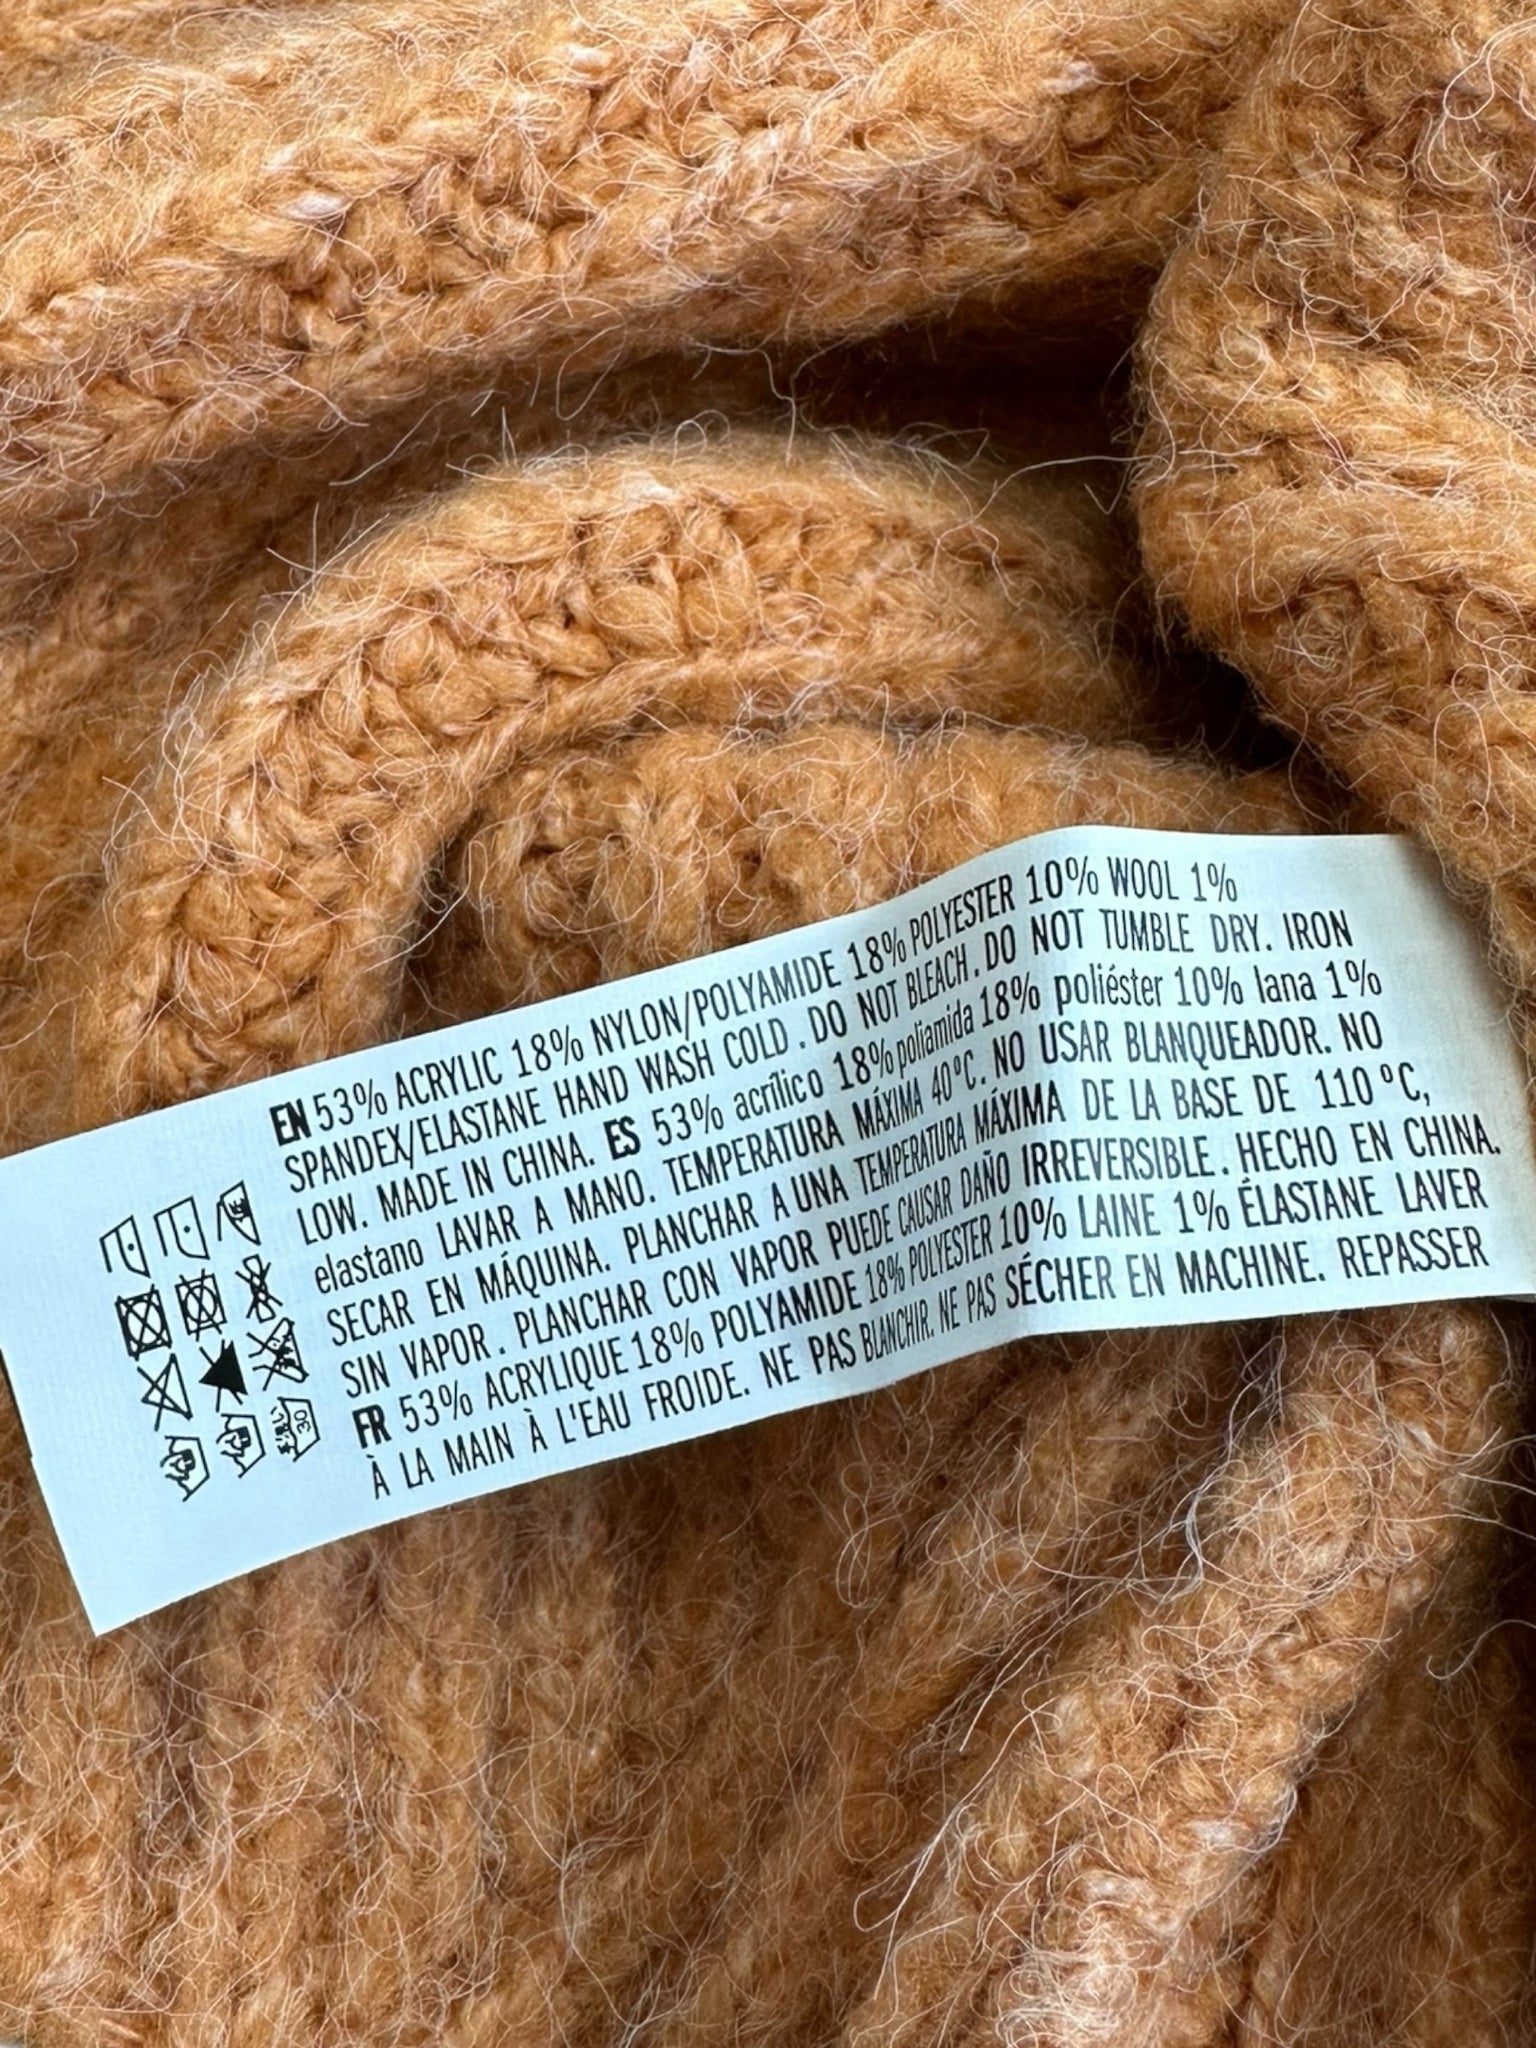 EN 53% ACRYLIC 18% NYLON/POLYAMIDE 18% POLYESTER 10% WOOL 1%
SPANDEX/ELASTANE HAND WASH COLD. DO NOT BLEACH. DO NOT TUMBLE DRY. IRON
LOW. MADE IN CHINA. ES 53% acrílico 18% poliamida 18% poliéster 10% lana 1%
elastano LAVAR A MANO. TEMPERATURA MÁXIMA 40°C. NO USAR BLANQUEADOR. NO
SECAR EN MÁQUINA. PLANCHAR A UNA TEMPERATURA MÁXIMA DE LA BASE DE 110°C,
SIN VAPOR. PLANCHAR CON VAPOR PUEDE CAUSAR DAÑO IRREVERSIBLE. HECHO EN CHINA.
FR 53% ACRYLIQUE 18% POLYAMIDE 18% POLYESTER 10% LAINE 1% ÉLASTANE LAVER
À LA MAIN À L'EAU FROIDE. NE PAS BLANCHIR. NE PAS SÉCHER EN MACHINE. REPASSER
30